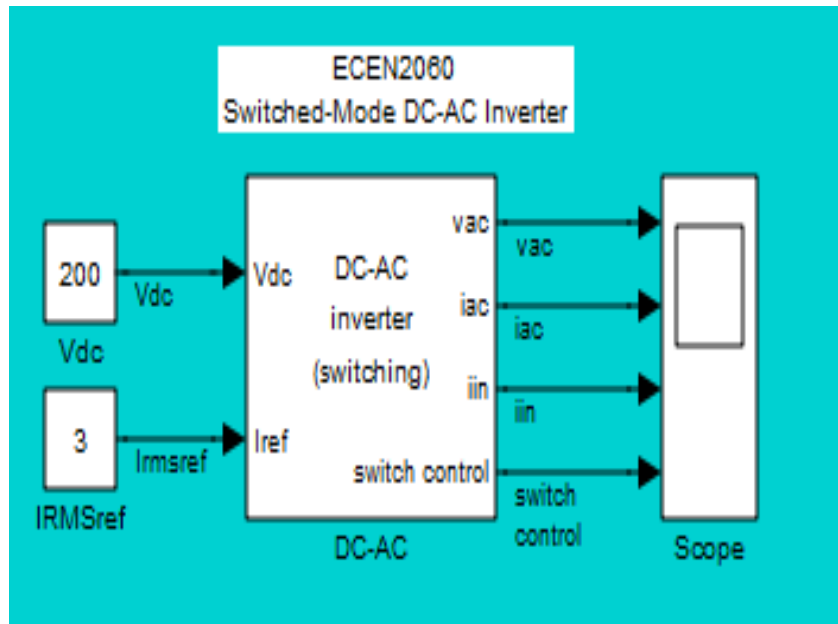 ECEN2060
Switched-Mode DC-AC Inverter
200
Vdc
Vdc
3
Irmsref
IRMSref
Vdc
Iref
DC-AC
inverter
(switching)
vac
iac
iin
switch control
DC-AC
vac
iac
iin
switch
control
Scope